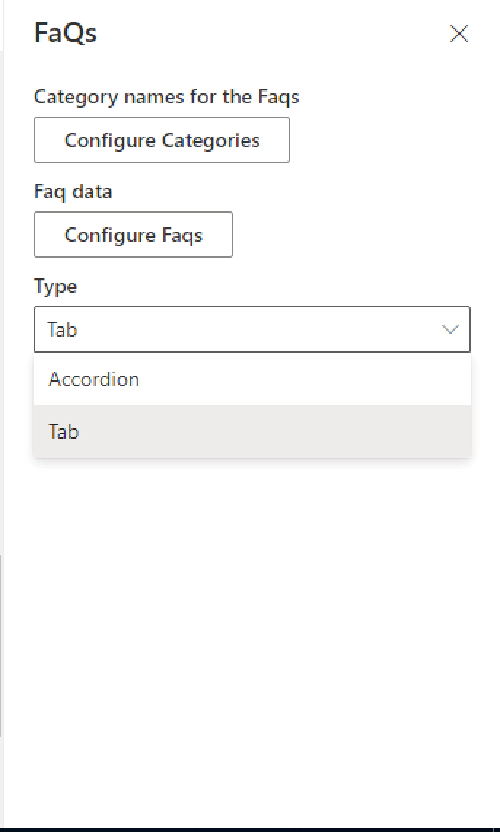 FaQs
Category names for the Faqs
Configure Categories
Faq data
Configure Faqs
Type
Tab
Accordion
Tab